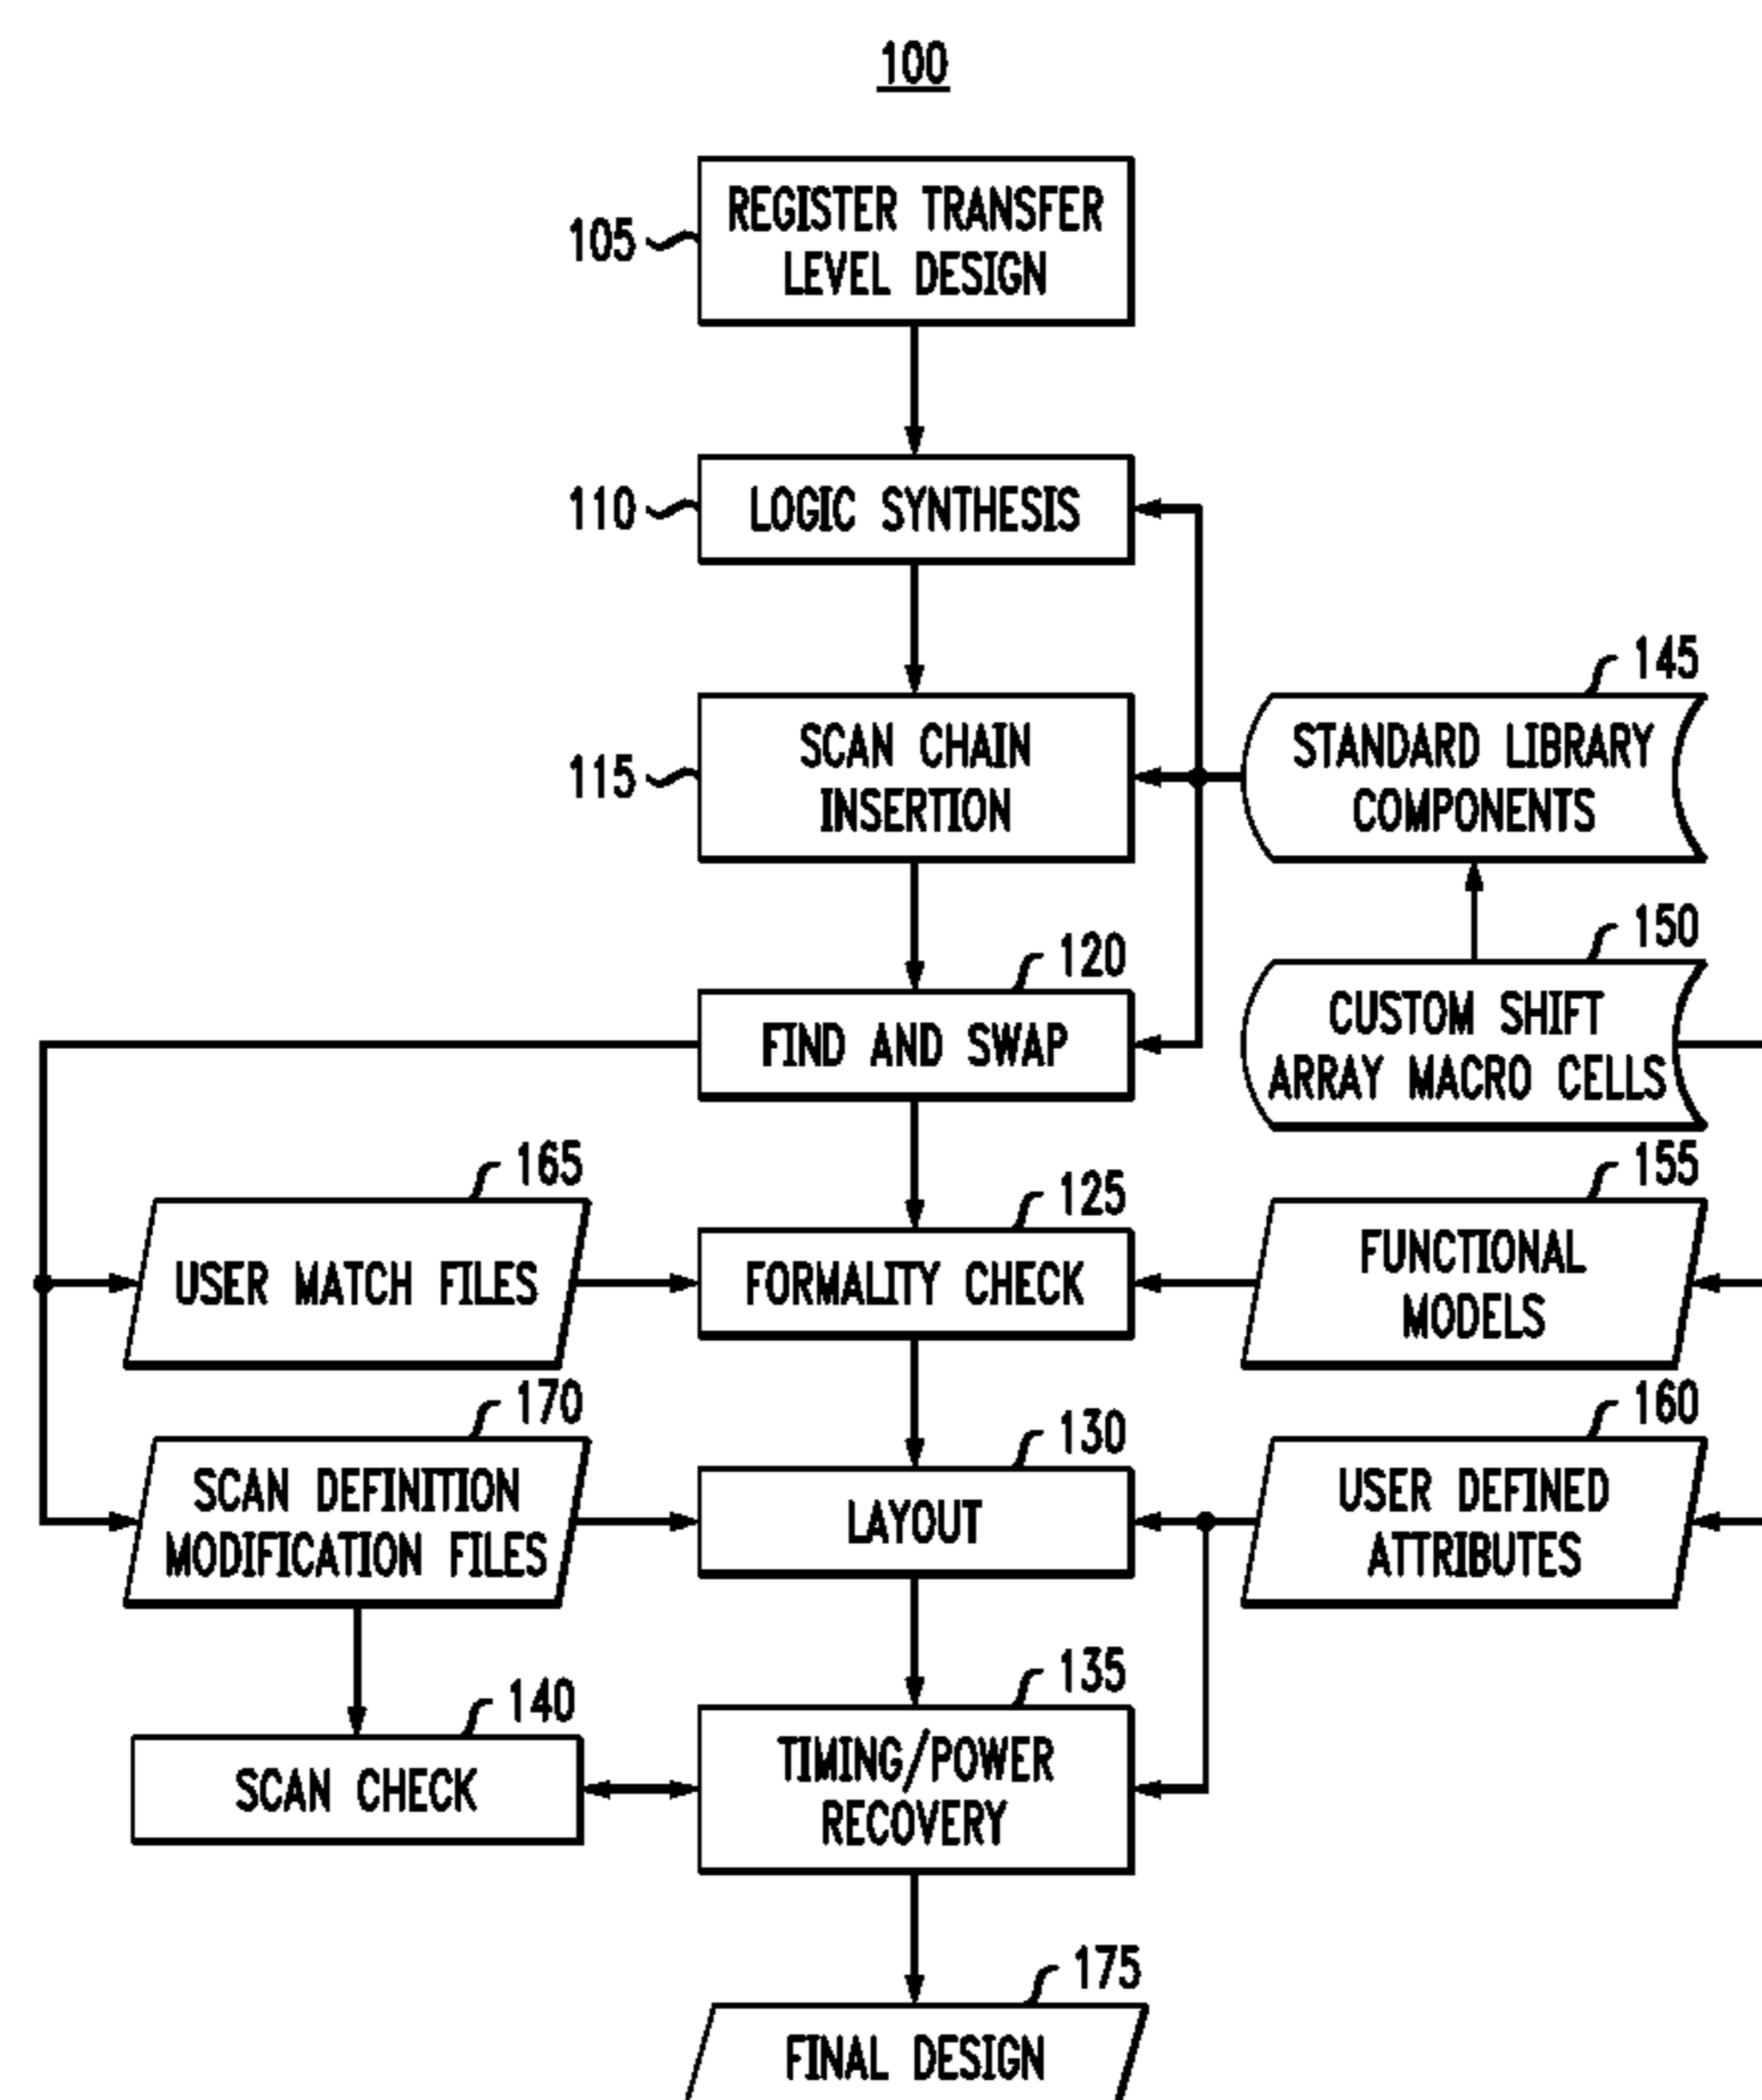 100
REGISTER TRANSFER
LEVEL DESIGN
105
LOGIC SYNTHESIS
110
SCAN CHAIN
INSERTION
115
145
STANDARD LIBRARY
COMPONENTS
120
FIND AND SWAP
150
CUSTOM SHIFT
ARRAY MACRO CELLS
165
USER MATCH FILES
125
FORMALITY CHECK
155
FUNCTIONAL
MODELS
170
SCAN DEFINITION
MODIFICATION FILES
130
LAYOUT
160
USER DEFINED
ATTRIBUTES
140
SCAN CHECK
135
TIMING/POWER
RECOVERY
175
FINAL DESIGN